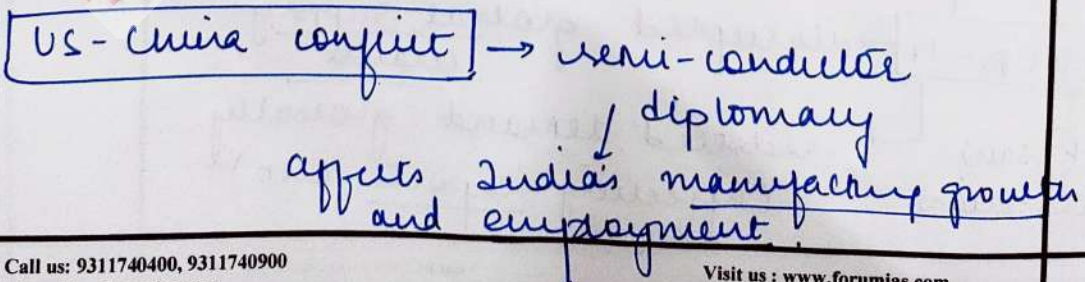 US - China conflict → semi-conductor
↓ diplomacy
affects India's manufacturing growth
and employment.
Call us: 9311740400, 9311740900
Visit us : www.forumias.com